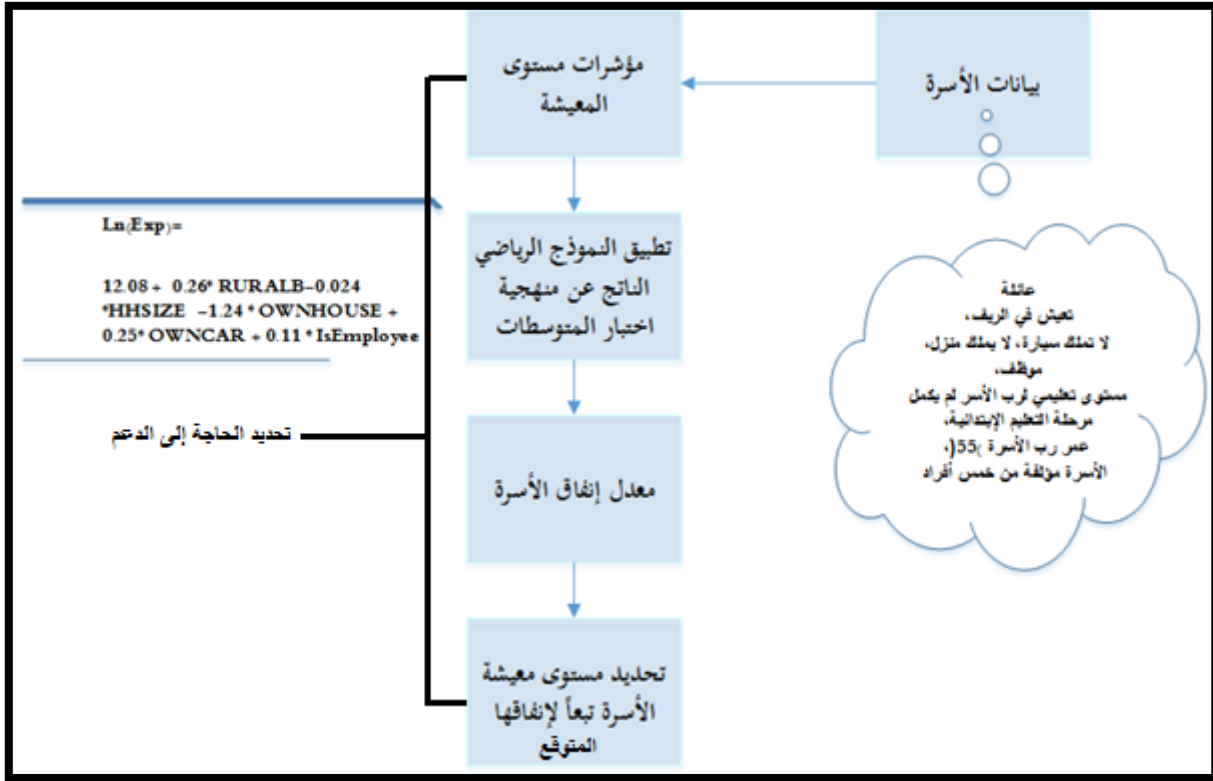 بيانات الأسرة
مؤشرات مستوى
المعيشة
تطبيق النموذج الرياضي
الناتج عن منهجية
اختبار المتوسطات
معدل إنفاق الأسرة
تحديد مستوى معيشة
الأسرة تبعاً لإنفاقها
المتوقع
عائلة
تعيش في الريف،
لا تملك سيارة، لا يملك منزل،
موظف،
مستوى تعليمي لرب الأسر لم يكمل
مرحلة التعليم الإبتدائية،
عمر رب الأسرة )55(،
الأسرة مؤلفة من خمس أفراد
Ln(Exp)=
12.08 + 0.26* RURALB-0.024
*HHSIZE -1.24 * OWNHOUSE +
0.25* OWNCAR + 0.11 * IsEmployee
تحديد الحاجة إلى الدعم